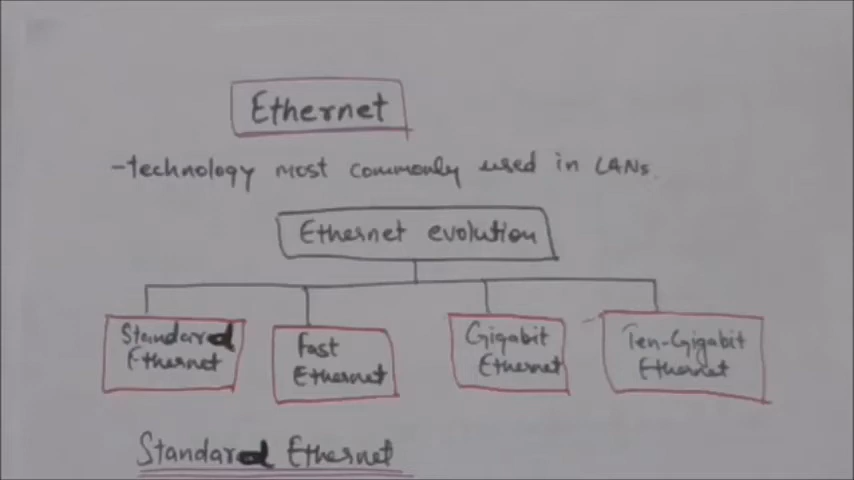 Ethernet
- technology most commonly used in LANs.
Ethernet evolution
Standard
Ethernet
Fast
Ethernet
Gigabit
Ethernet
Ten-Gigabit
Ethernet
Standard Ethernet